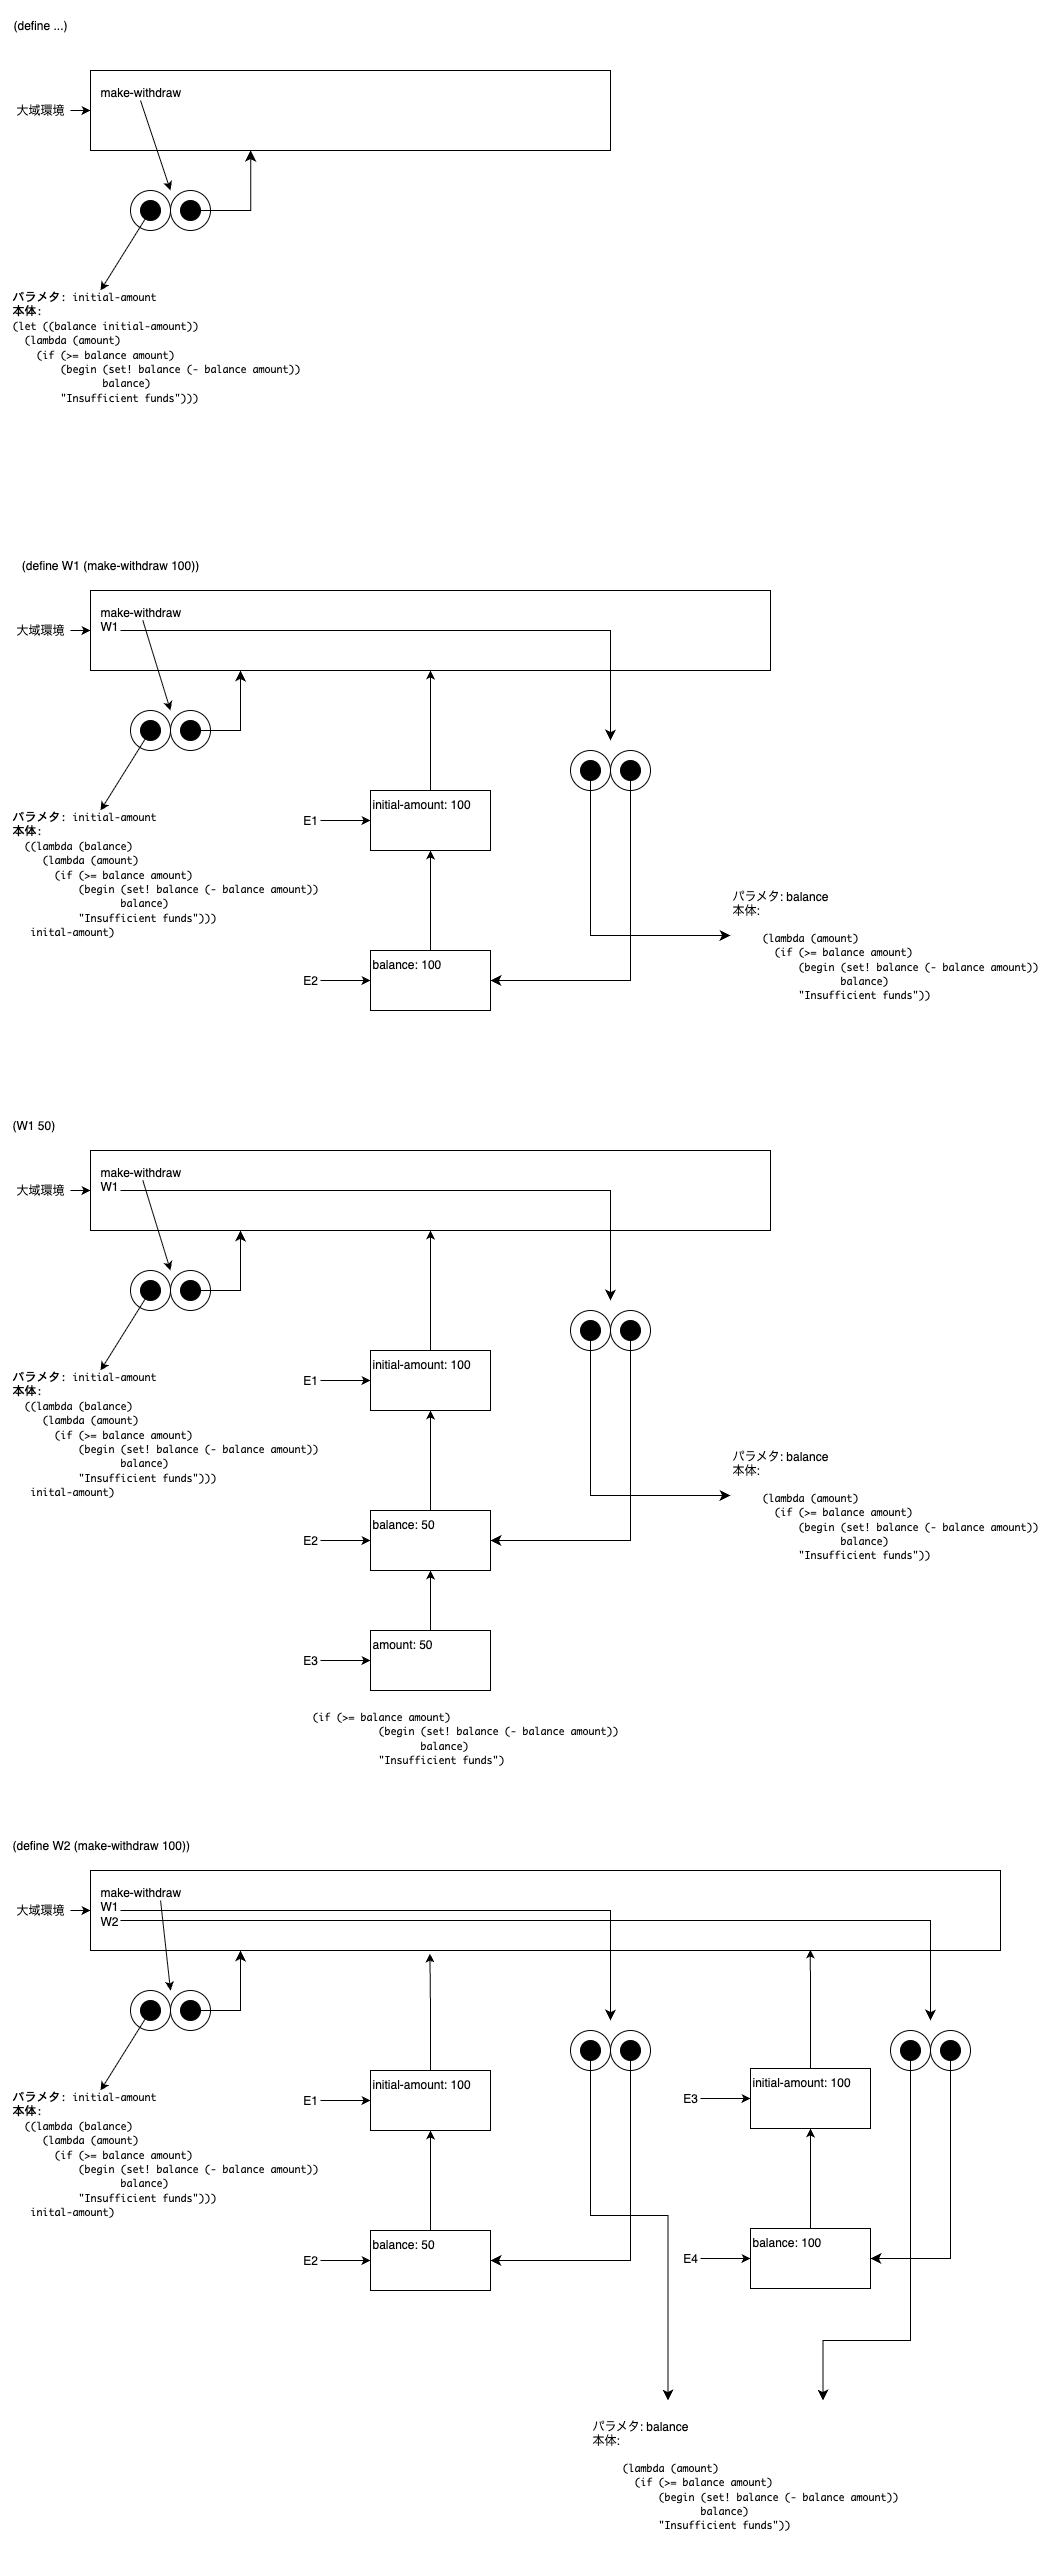 (define ...)
make-withdraw
大域環境
パラメタ: initial-amount
本体:
(let ((balance initial-amount))
  (lambda (amount)
    (if (>= balance amount)
        (begin (set! balance (- balance amount))
               balance)
        "Insufficient funds")))
(define W1 (make-withdraw 100))
make-withdraw
W1
大域環境
initial-amount: 100
E1
パラメタ: initial-amount
本体:
  ((lambda (balance)
     (lambda (amount)
       (if (>= balance amount)
           (begin (set! balance (- balance amount))
                  balance)
           "Insufficient funds")))
   inital-amount)
パラメタ: balance
本体:
(lambda (amount)
  (if (>= balance amount)
      (begin (set! balance (- balance amount))
             balance)
      "Insufficient funds"))
balance: 100
E2
(W1 50)
make-withdraw
W1
大域環境
initial-amount: 100
E1
パラメタ: initial-amount
本体:
  ((lambda (balance)
     (lambda (amount)
       (if (>= balance amount)
           (begin (set! balance (- balance amount))
                  balance)
           "Insufficient funds")))
   inital-amount)
パラメタ: balance
本体:
(lambda (amount)
  (if (>= balance amount)
      (begin (set! balance (- balance amount))
             balance)
      "Insufficient funds"))
balance: 50
E2
amount: 50
E3
(if (>= balance amount)
           (begin (set! balance (- balance amount))
                  balance)
           "Insufficient funds")
(define W2 (make-withdraw 100))
make-withdraw
W1
大域環境
W2
initial-amount: 100
E1
initial-amount: 100
E3
パラメタ: initial-amount
本体:
  ((lambda (balance)
     (lambda (amount)
       (if (>= balance amount)
           (begin (set! balance (- balance amount))
                  balance)
           "Insufficient funds")))
   inital-amount)
balance: 50
E2
balance: 100
E4
パラメタ: balance
本体:
(lambda (amount)
  (if (>= balance amount)
      (begin (set! balance (- balance amount))
             balance)
      "Insufficient funds"))